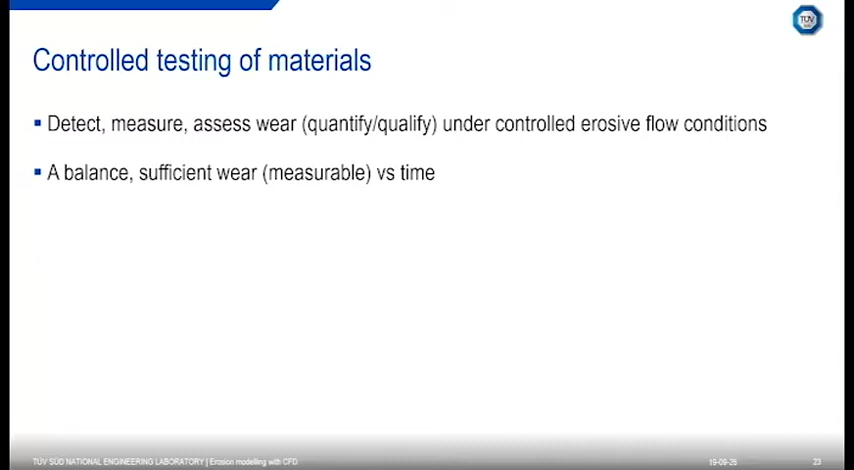 TÜV
Controlled testing of materials
▪ Detect, measure, assess wear (quantify/qualify) under controlled erosive flow conditions
▪ A balance, sufficient wear (measurable) vs time
TÜV SÜD NATIONAL ENGINEERING LABORATORY | Erosion modelling with CFD
23